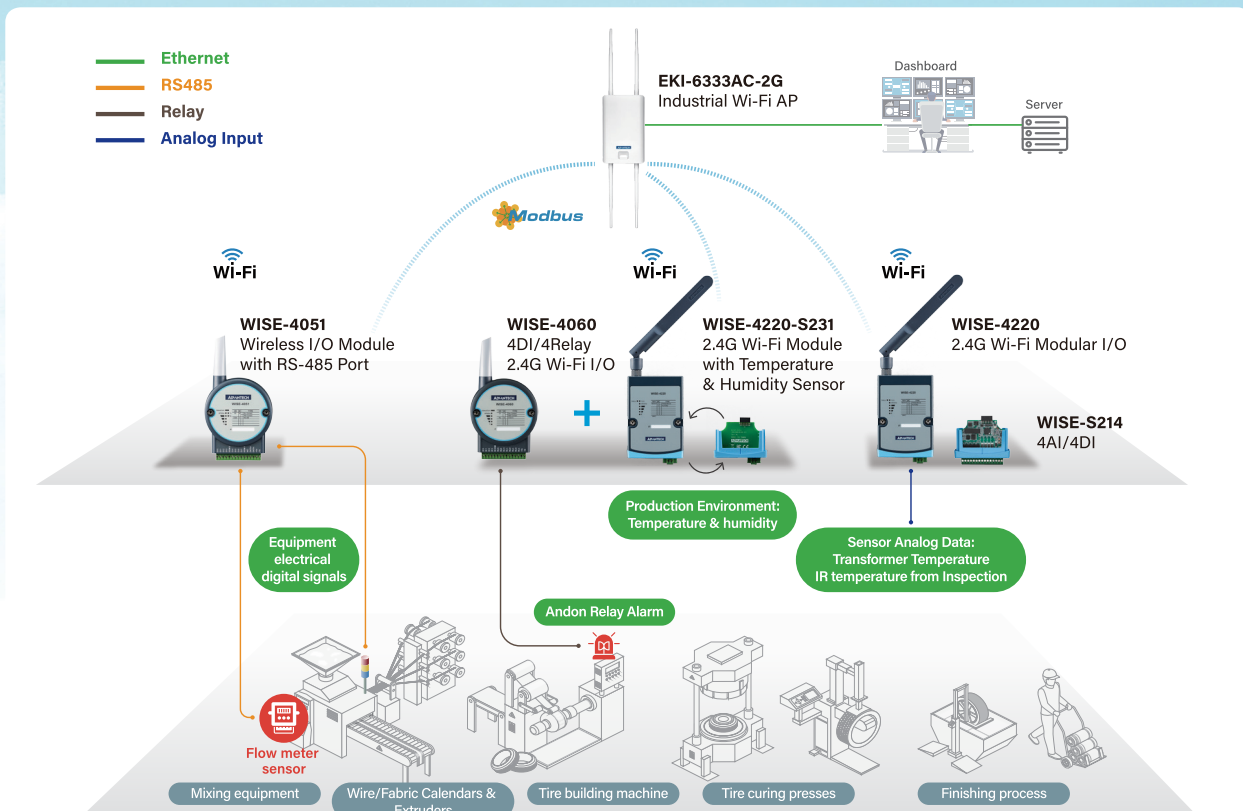 Ethernet
RS485
Relay
Analog Input
EKI-6333AC-2G
Industrial Wi-Fi AP
Dashboard
Server
Modbus
Wi-Fi
Wi-Fi
Wi-Fi
WISE-4051
Wireless I/O Module
with RS-485 Port
WISE-4060
4DI/4Relay
2.4G Wi-Fi I/O
WISE-4220-S231
2.4G Wi-Fi Module
with Temperature
& Humidity Sensor
WISE-4220
2.4G Wi-Fi Modular I/O
WISE-S214
4AI/4DI
ADVANTECH
WISE-4051
ADVANTECH
+
Production Environment:
Temperature & humidity
Equipment
electrical
digital signals
Sensor Analog Data:
Transformer Temperature
IR temperature from Inspection
Andon Relay Alarm
Flow meter
sensor
Mixing equipment
Wire/Fabric Calendars &
Extruders
Tire building machine
Tire curing presses
Finishing process